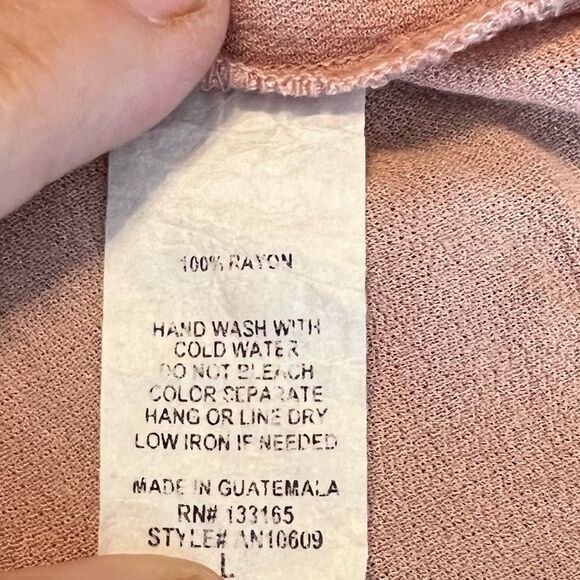 100% RAYON
HAND WASH WITH
COLD WATER
DO NOT BLEACH
COLOR SEPARATE
HANG OR LINE DRY
LOW IRON IF NEEDED
MADE IN GUATEMALA
RN# 133165
STYLE# AN10609
L